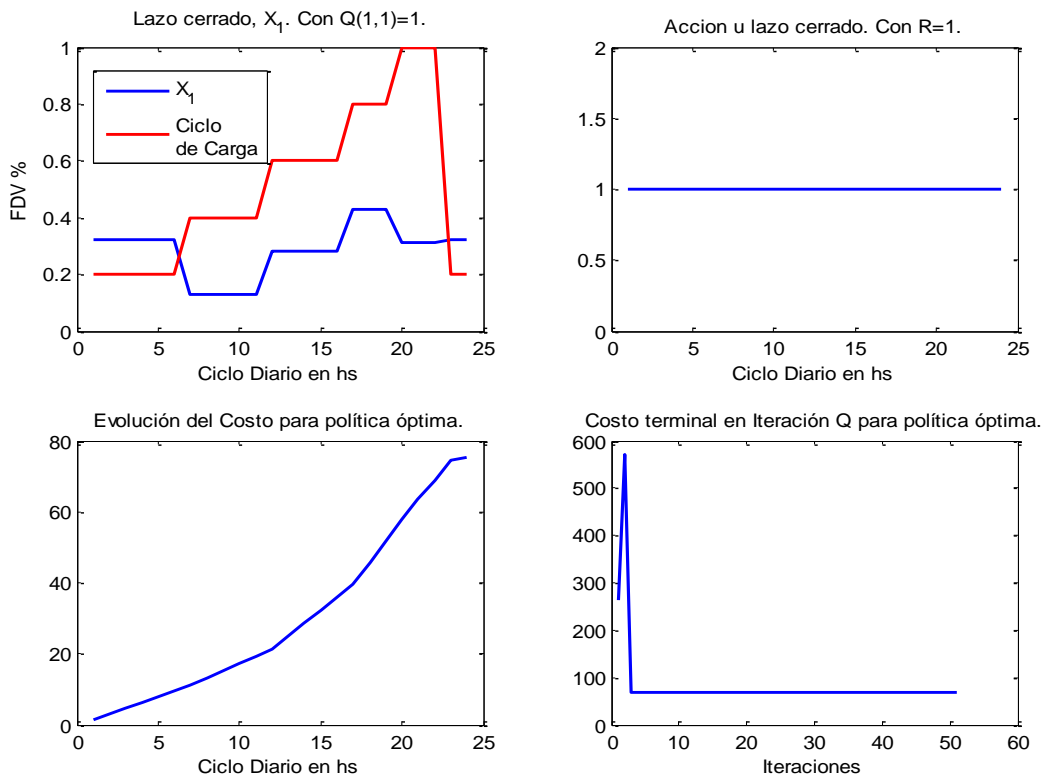 Lazo cerrado, X1. Con Q(1,1)=1.
1
0.8
0.6
0.4
0.2
0
FDV %
X1
Ciclo
de Carga
0 5 10 15 20 25
Ciclo Diario en hs
Accion u lazo cerrado. Con R=1.
2
1.5
1
0.5
0
0 5 10 15 20 25
Ciclo Diario en hs
Evolución del Costo para política óptima.
80
60
40
20
0
0 5 10 15 20 25
Ciclo Diario en hs
Costo terminal en Iteración Q para política óptima.
600
500
400
300
200
100
0
0 10 20 30 40 50 60
Iteraciones